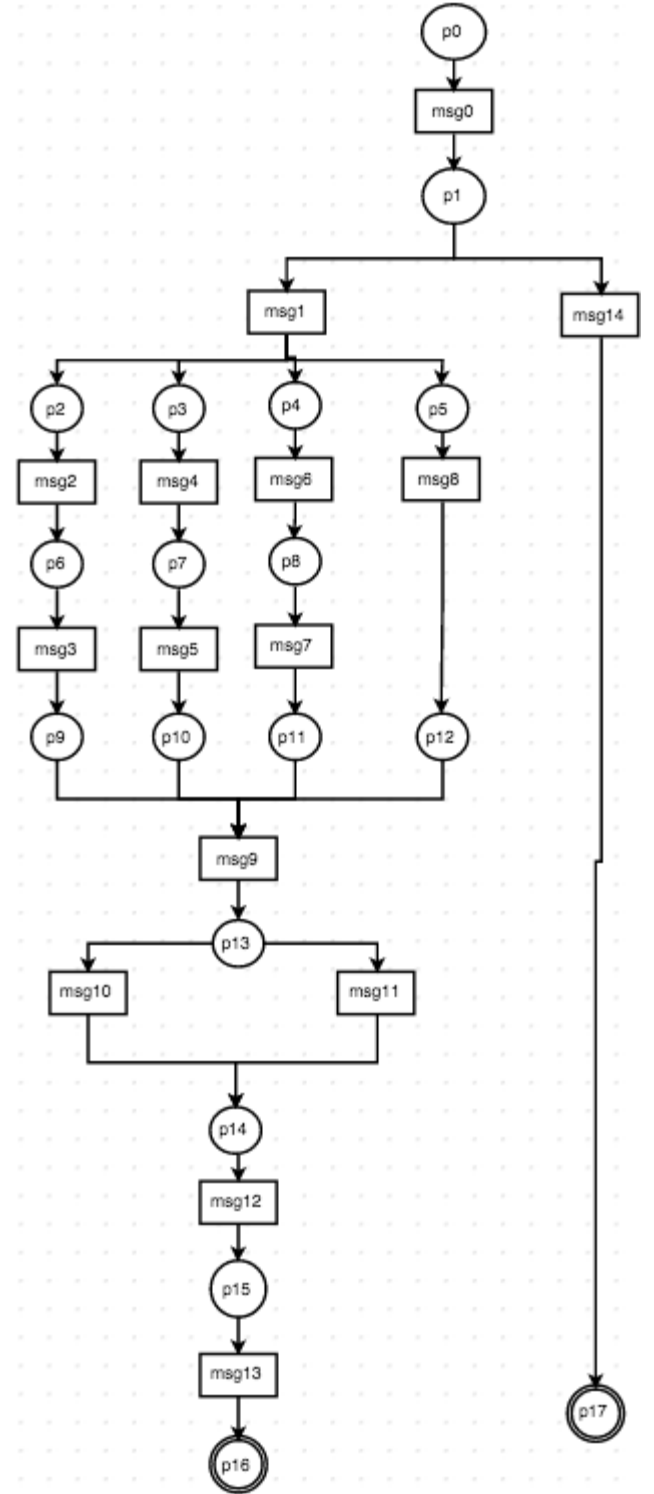 p0
msg0
p1
msg1 msg14
p2 p3 p4 p5
msg2 msg4 msg6 msg8
p6 p7 p8
msg3 msg5 msg7
p9 p10 p11 p12
msg9
p13
msg10 msg11
p14
msg12
p15
msg13
p17
p16